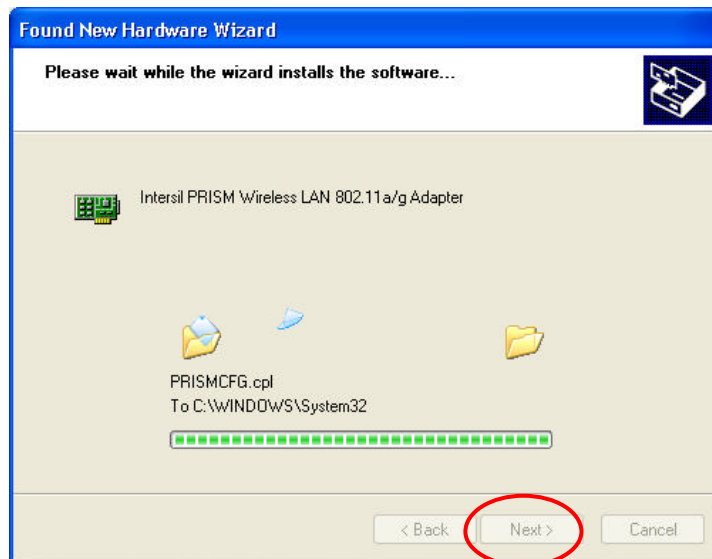 Found New Hardware Wizard
Please wait while the wizard installs the software...
Intersil PRISM Wireless LAN 802.11a/g Adapter
PRISMCFG.cpl
To C:\WINDOWS\System32
< Back Next > Cancel